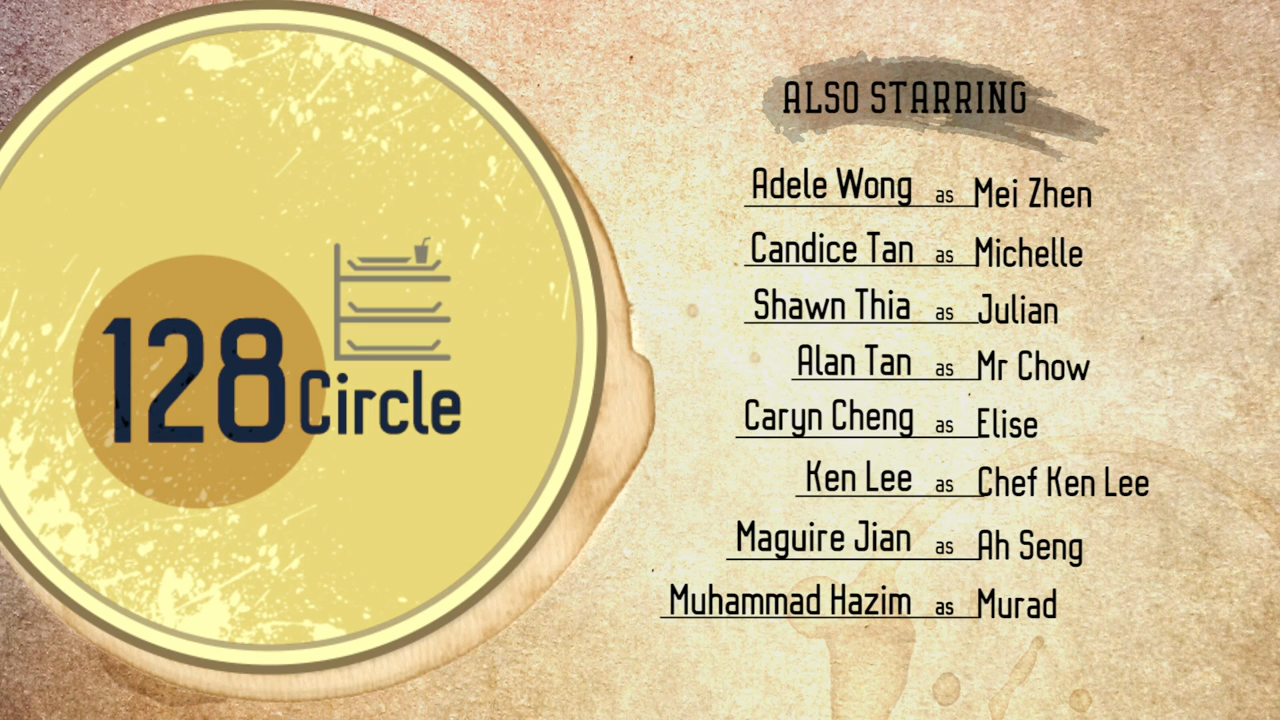 128 Circle
ALSO STARRING
Adele Wong as Mei Zhen
Candice Tan as Michelle
Shawn Thia as Julian
Alan Tan as Mr Chow
Caryn Cheng as Elise
Ken Lee as Chef Ken Lee
Maguire Jian as Ah Seng
Muhammad Hazim as Murad